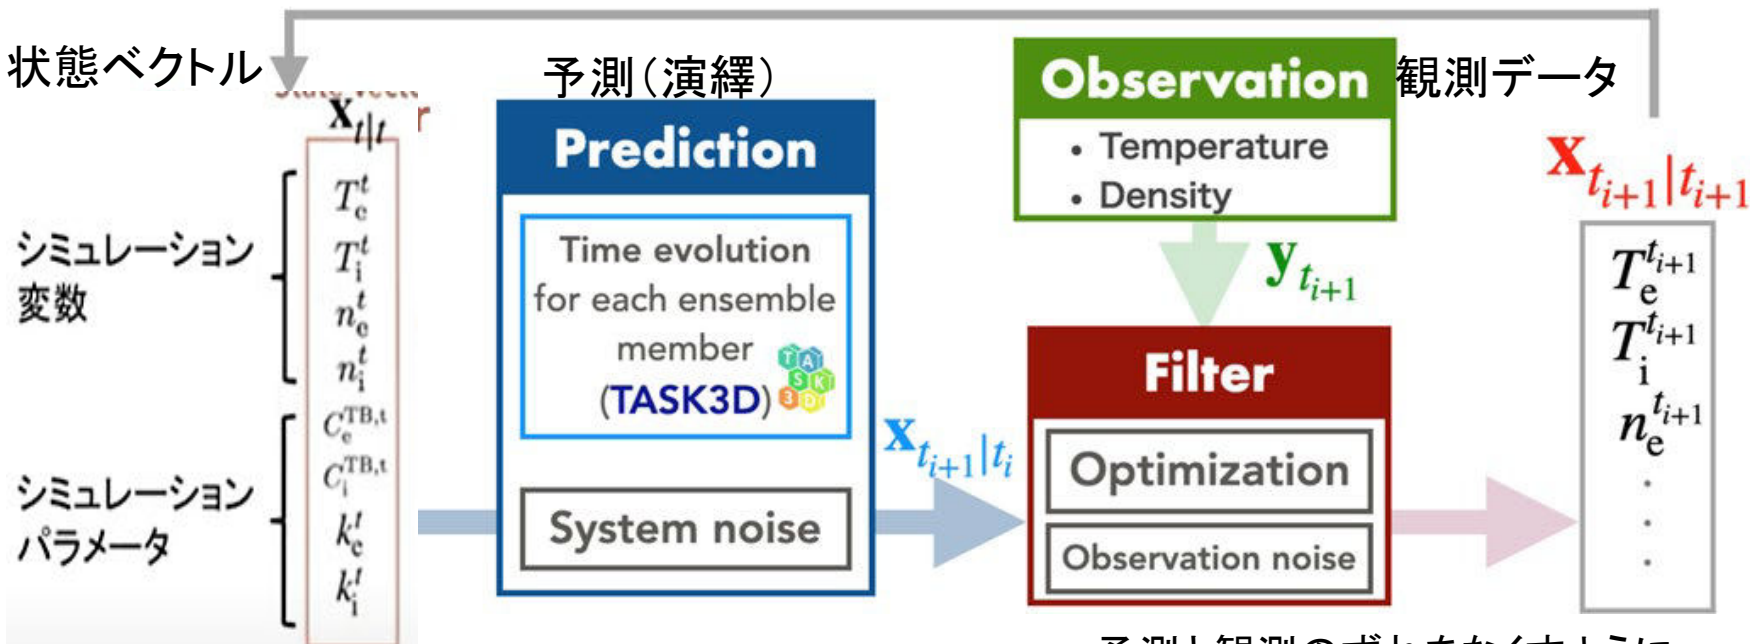 状態ベクトル
予測（演繹）
Observation
観測データ
• Temperature
• Density
Prediction
Time evolution
for each ensemble
member
(TASK3D)
TASK3D
System noise
シミュレーション
変数
シミュレーション
パラメータ
X_{t|t}
T_e^t
T_i^t
n_e^t
n_i^t
C_e^{TB,t}
C_i^{TB,t}
k_e^t
k_i^t
y_{t_{i+1}}
x_{t_{i+1}|t_i}
Filter
Optimization
Observation noise
x_{t_{i+1}|t_{i+1}}
T_e^{t_{i+1}}
T_i^{t_{i+1}}
n_e^{t_{i+1}}